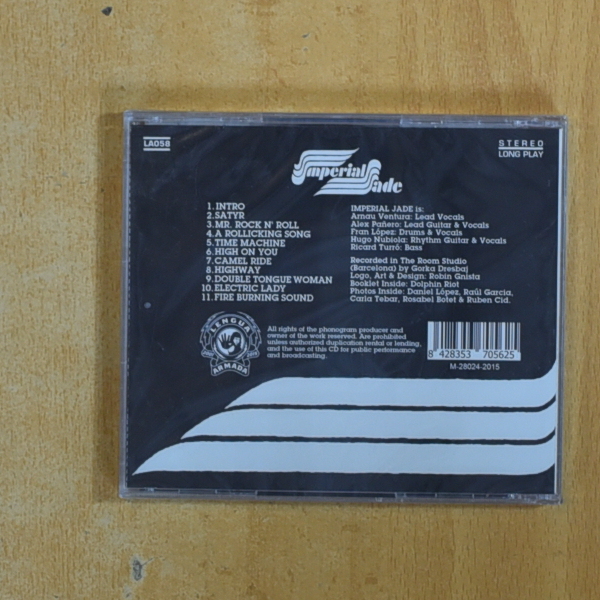 LA058
STEREO
LONG PLAY
Imperial
Jade
1. INTRO
2. SATYR
3. MR. ROCK N' ROLL
4. A ROLLICKING SONG
5. TIME MACHINE
6. HIGH ON YOU
7. CAMEL RIDE
8. HIGHWAY
9. DOUBLE TONGUE WOMAN
10. ELECTRIC LADY
11. FIRE BURNING SOUND
IMPERIAL JADE is:
Arnau Ventura: Lead Vocals
Alex Pañero: Lead Guitar & Vocals
Fran López: Drums & Vocals
Hugo Nubiola: Rhythm Guitar & Vocals
Ricard Turró: Bass
Recorded in The Room Studio
(Barcelona) by Gorka Dresbaj
Logo, Art & Design: Robin Gnista
Booklet Inside: Dolphin Riot
Photos Inside: Daniel López, Raúl García,
Carla Tebar, Rosabel Botet & Ruben Cid.
LENGUA
ARMADA
All rights of the phonogram producer and
owner of the work reserved. Are prohibited
unless authorized duplication rental or lending,
and the use of this CD for public performance
and broadcasting.
8 428353 705625
M-28024-2015